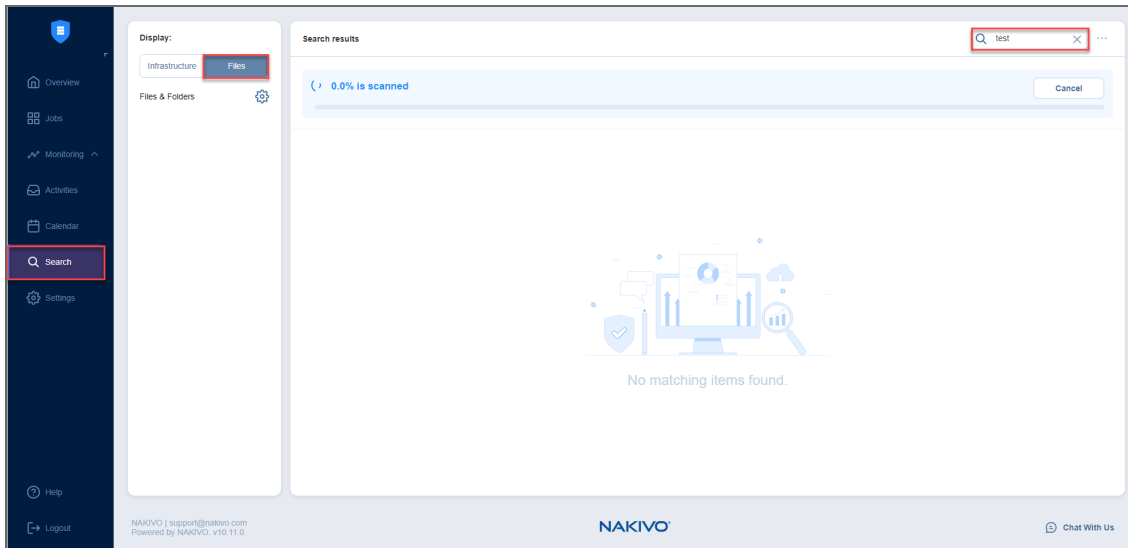 Overview
Jobs
Monitoring
Activities
Calendar
Search
Settings
Help
Logout
Display:
Infrastructure
Files
Files & Folders
Search results
test
0.0% is scanned
Cancel
No matching items found.
NAKIVO | support@nakivo.com
Powered by NAKIVO. v10.11.0.
NAKIVO®
Chat With Us